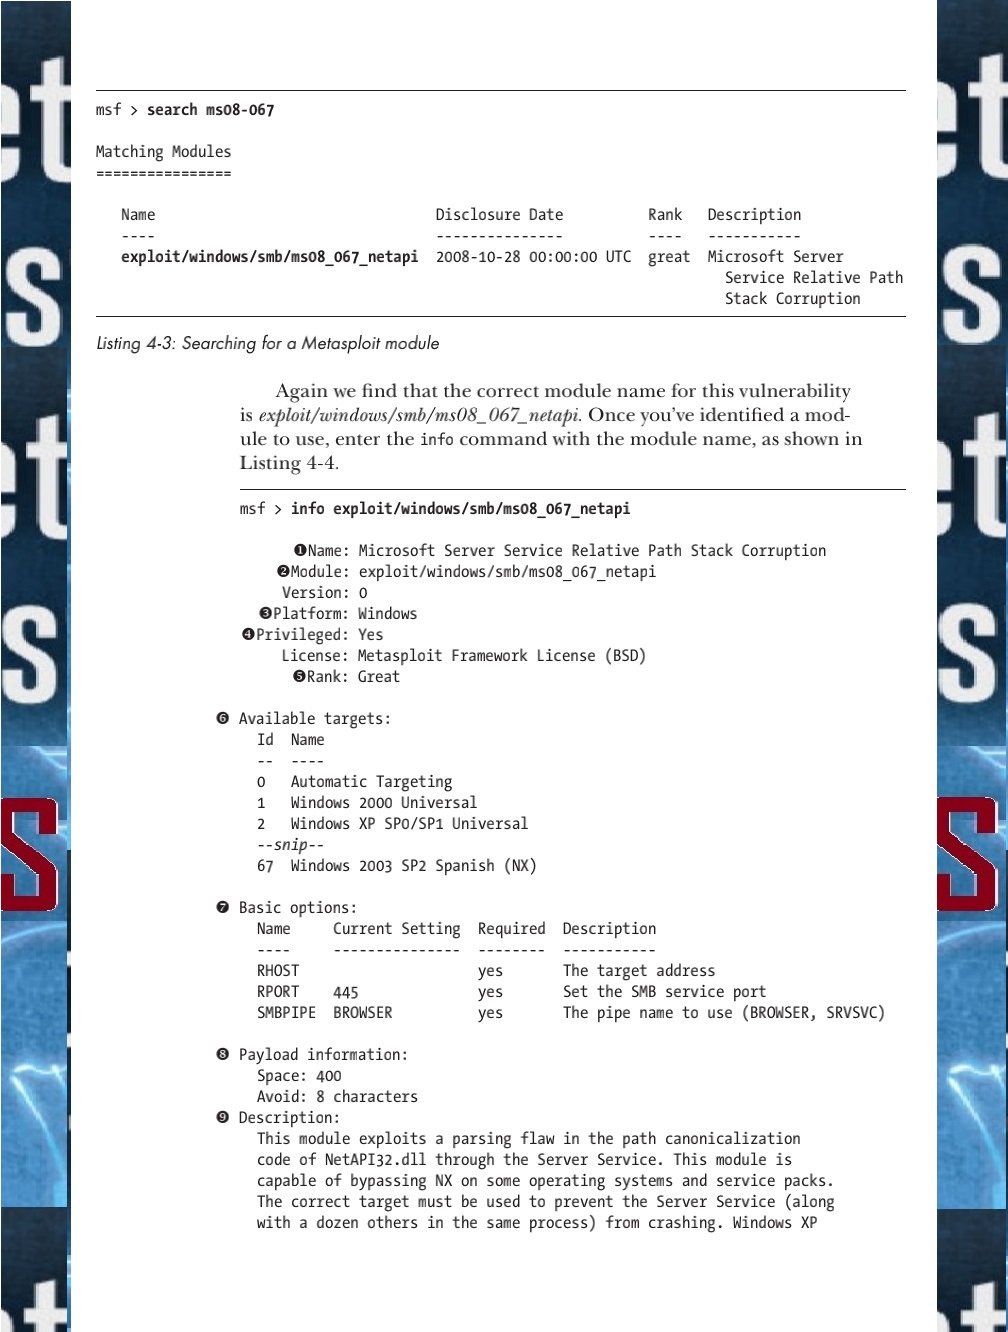 msf > search ms08-067
Matching Modules
================
Name Disclosure Date Rank Description
---- --------------- ---- -----------
exploit/windows/smb/ms08_067_netapi 2008-10-28 00:00:00 UTC great Microsoft Server
Service Relative Path
Stack Corruption
Listing 4-3: Searching for a Metasploit module
Again we find that the correct module name for this vulnerability
is exploit/windows/smb/ms08_067_netapi. Once you've identified a mod-
ule to use, enter the info command with the module name, as shown in
Listing 4-4.
msf > info exploit/windows/smb/ms08_067_netapi
❶Name: Microsoft Server Service Relative Path Stack Corruption
❷Module: exploit/windows/smb/ms08_067_netapi
Version: 0
❸Platform: Windows
❹Privileged: Yes
License: Metasploit Framework License (BSD)
❺Rank: Great
❻ Available targets:
Id Name
-- ----
0 Automatic Targeting
1 Windows 2000 Universal
2 Windows XP SP0/SP1 Universal
--snip--
67 Windows 2003 SP2 Spanish (NX)
❼ Basic options:
Name Current Setting Required Description
---- --------------- -------- -----------
RHOST yes The target address
RPORT 445 yes Set the SMB service port
SMBPIPE BROWSER yes The pipe name to use (BROWSER, SRVSVC)
❽ Payload information:
Space: 400
Avoid: 8 characters
❾ Description:
This module exploits a parsing flaw in the path canonicalization
code of NetAPI32.dll through the Server Service. This module is
capable of bypassing NX on some operating systems and service packs.
The correct target must be used to prevent the Server Service (along
with a dozen others in the same process) from crashing. Windows XP